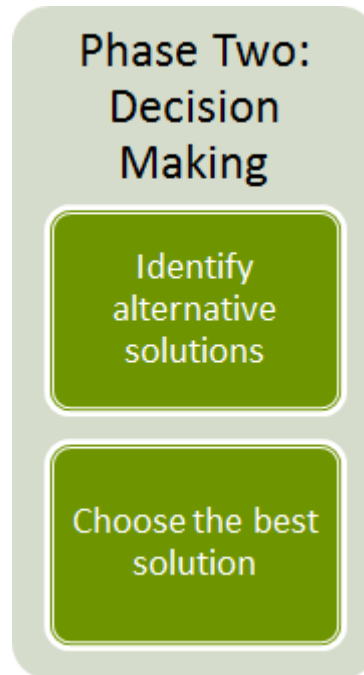 Phase Two:
Decision
Making
Identify
alternative
solutions
Choose the best
solution